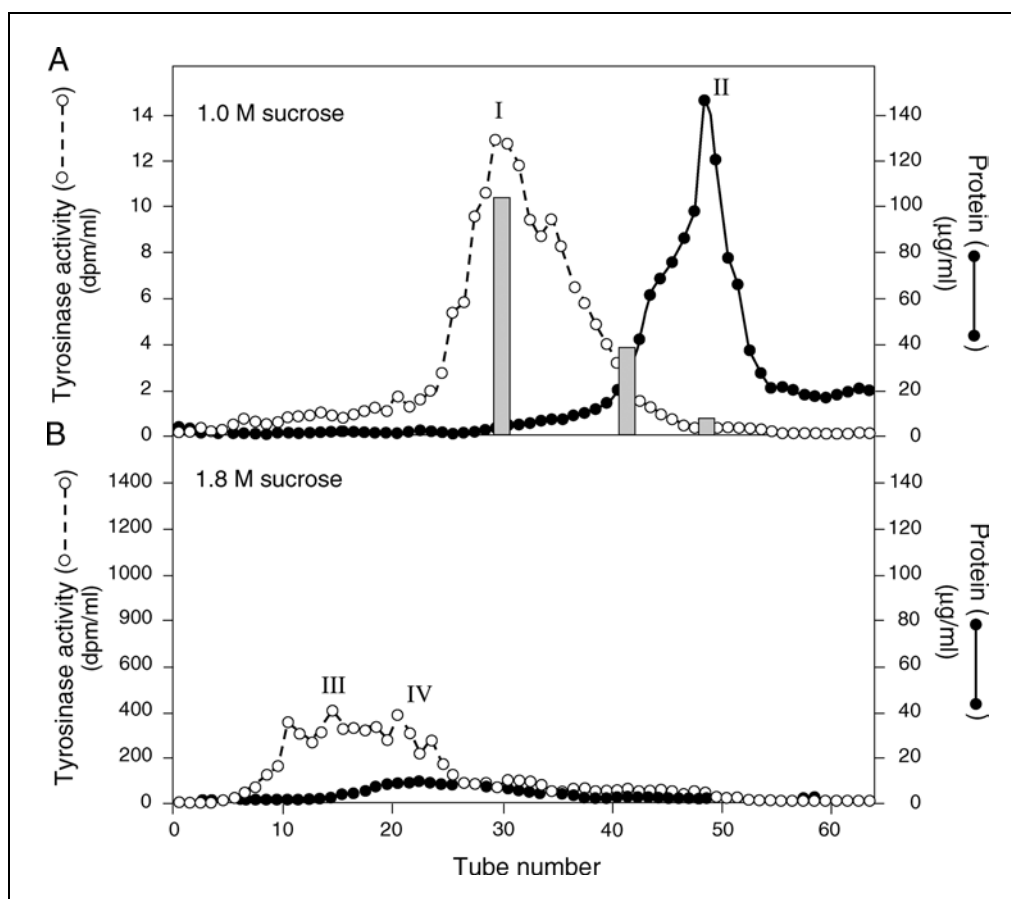 A
1.0 M sucrose
I
II
Tyrosinase activity (○----○)
(dpm/ml)
14
12
10
8
6
4
2
0
140
120
100
80
60
40
20
0
Protein (●—●)
(μg/ml)
B
1.8 M sucrose
III
IV
Tyrosinase activity (○----○)
(dpm/ml)
1400
1200
1000
900
600
400
200
0
140
120
100
80
60
40
20
0
Protein (●—●)
(μg/ml)
0 10 20 30 40 50 60
Tube number